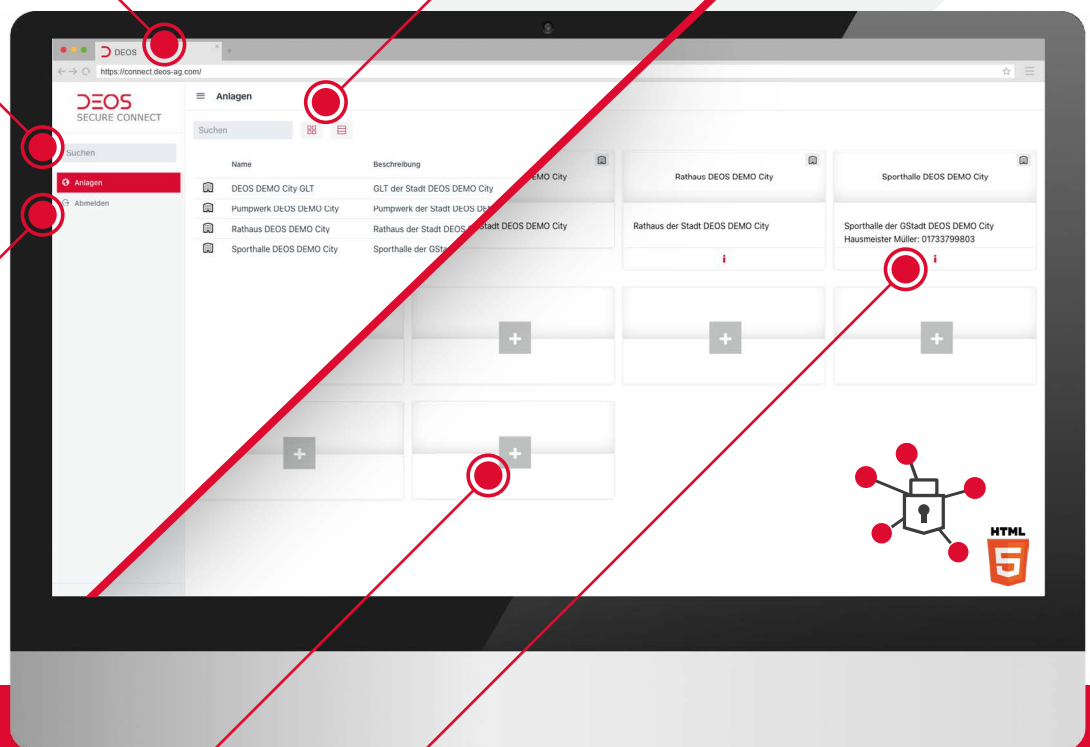 DEOS
https://connect.deos-ag.com/
DEOS
SECURE CONNECT
Suchen
Anlagen
Abmelden
Anlagen
Suchen
Name
Beschreibung
DEOS DEMO City GLT
GLT der Stadt DEOS DEMO City
Pumpwerk DEOS DEMO City
Pumpwerk der Stadt DEOS
Rathaus DEOS DEMO City
Rathaus der Stadt DEOS
Sporthalle DEOS DEMO City
Sporthalle der
City
Stadt DEOS DEMO City
Rathaus DEOS DEMO City
Rathaus der Stadt DEOS DEMO City
i
Sporthalle DEOS DEMO City
Sporthalle der GStadt DEOS DEMO City
Hausmeister Müller: 01733799803
i
HTML
5